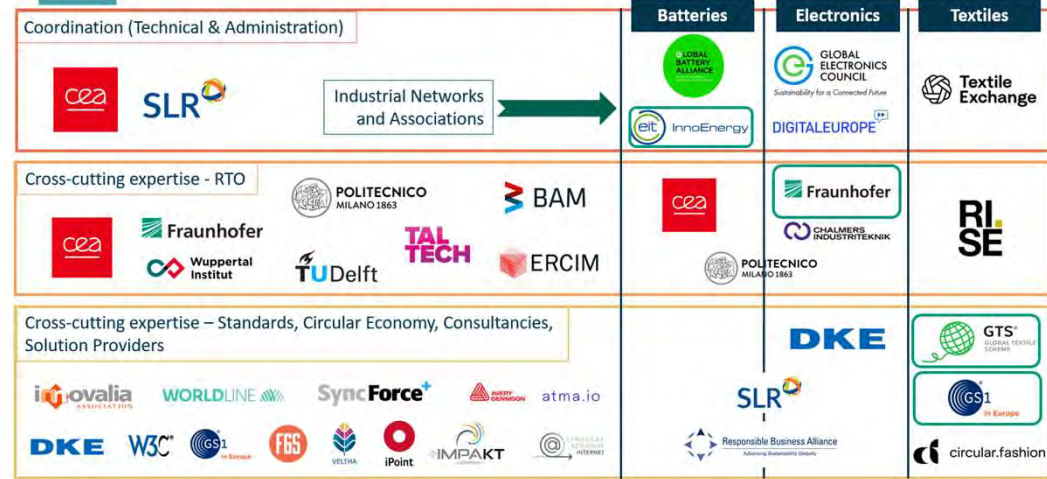 Batteries
Electronics
Textiles
Coordination (Technical & Administration)
cea
SLR
Industrial Networks
and Associations
GLOBAL
BATTERY
ALLIANCE
eit InnoEnergy
GLOBAL
ELECTRONICS
COUNCIL
Sustainability for a Connected Future
DIGITALEUROPE
Textile
Exchange
Cross-cutting expertise - RTO
cea
Fraunhofer
Wuppertal
Institut
POLITECNICO
MILANO 1863
TU Delft
TAL
TECH
BAM
ERCIM
cea
POLITECNICO
MILANO 1863
Fraunhofer
CHALMERS
INDUSTRITEKNIK
RI.
SE
Cross-cutting expertise – Standards, Circular Economy, Consultancies,
Solution Providers
innovalia
ASSOCIATION
WORLDLINE
SyncForce+
AVERY
DENNISON
atma.io
DKE
W3C®
GS1
in Europe
FGS
VELTHA
iPoint
+IMPAKT
CIRCULAR
ECONOMY
INTERNET
SLR
Responsible Business Alliance
Advancing Sustainability Globally
DKE
GTS®
GLOBAL TEXTILE
SCHEME
GS1
in Europe
circular.fashion